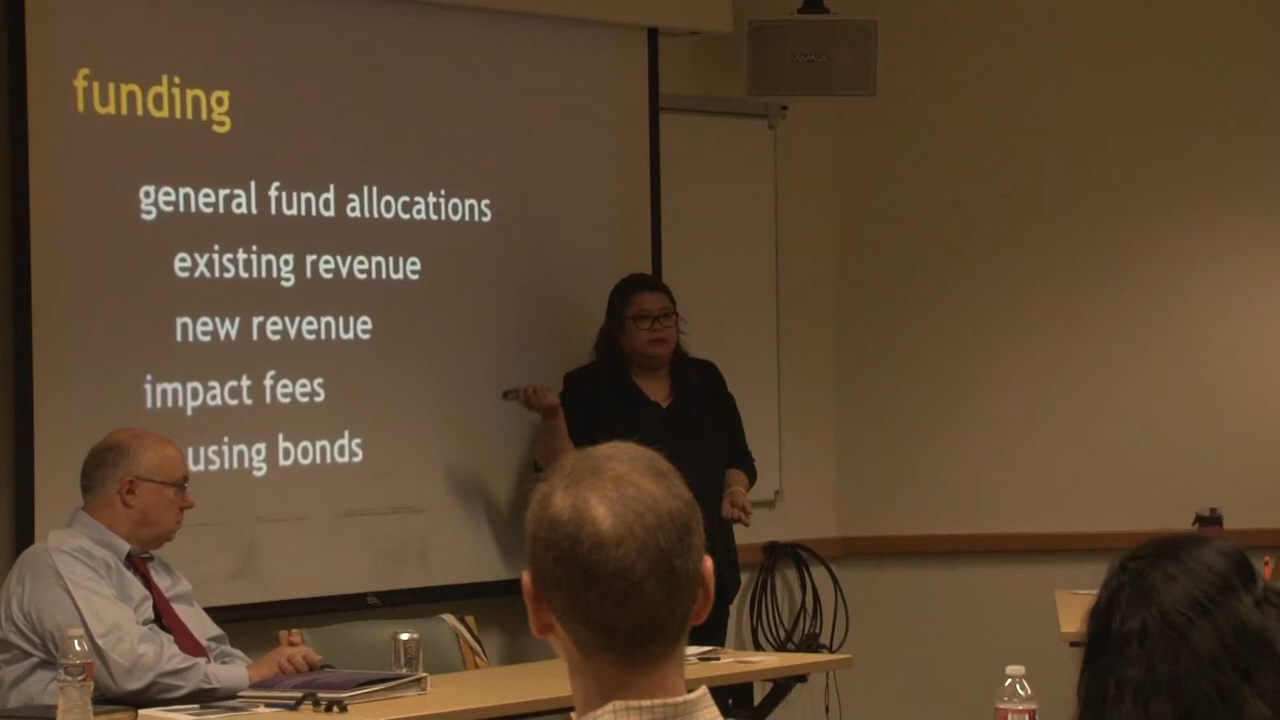 funding
general fund allocations
existing revenue
new revenue
impact fees
using bonds